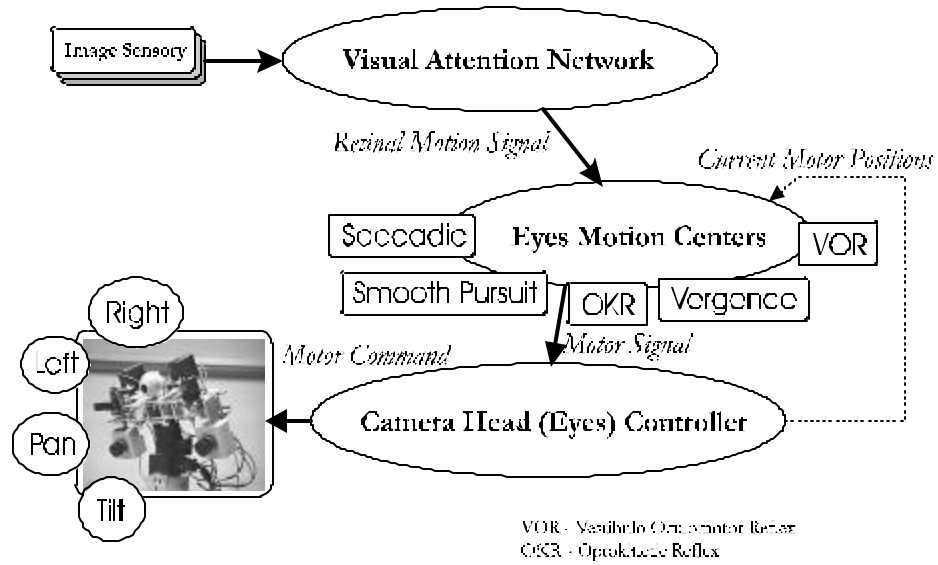 Image Sensory
Visual Attention Network
Retinal Motion Signal
Current Motor Positions
Saccadic
Eyes Motion Centers
VOR
Smooth Pursuit
OKR
Vergence
Right
Left
Motor Command
Motor Signal
Camera Head (Eyes) Controller
Pan
Tilt
VOR - Vestibulo Oculomotor Reflex
OKR - Optokinetic Reflex